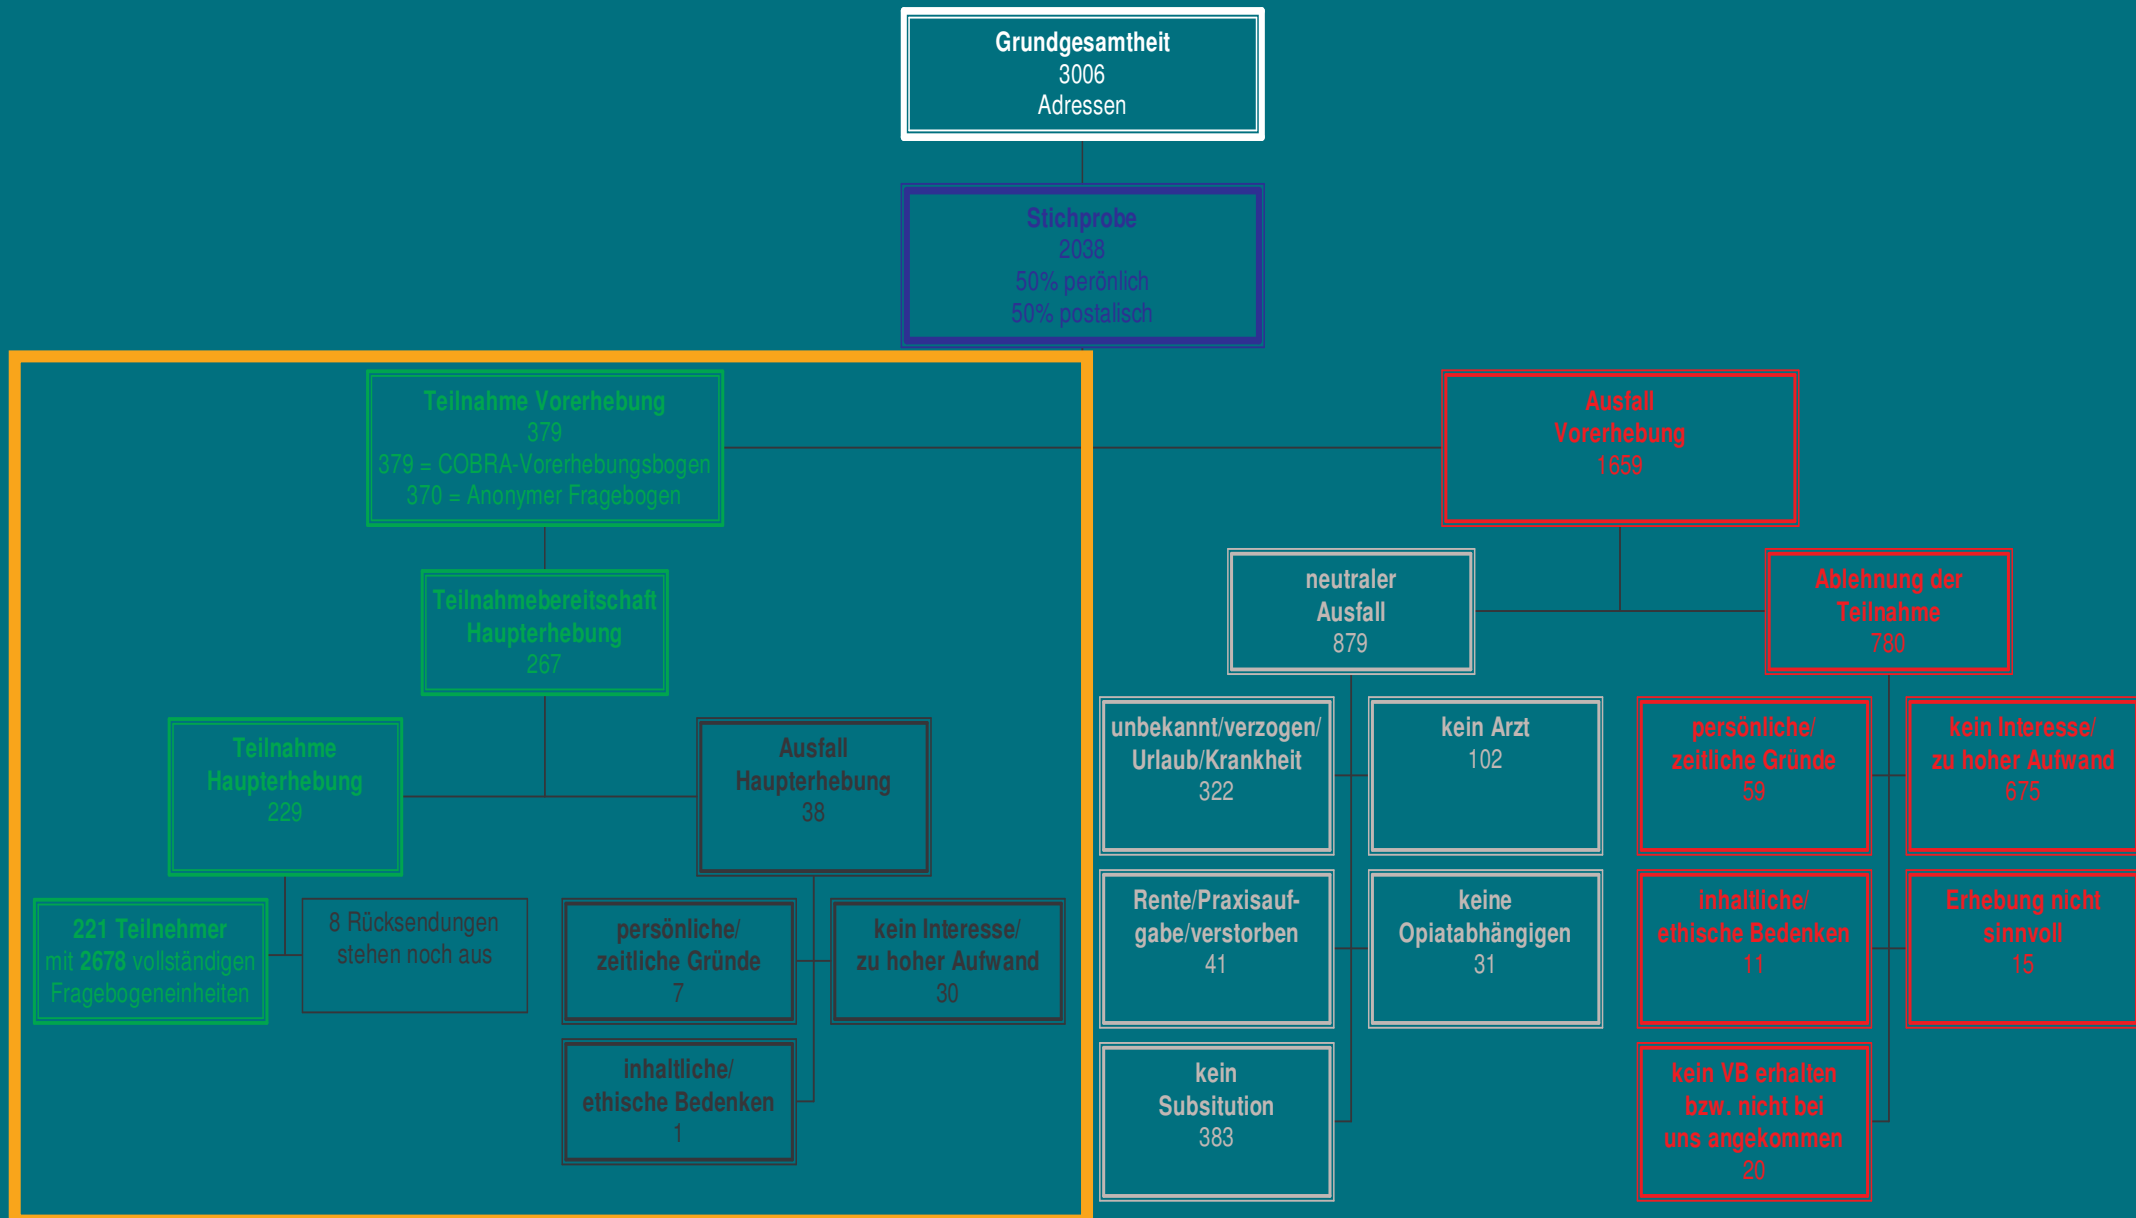 Grundgesamtheit
3006
Adressen
Stichprobe
2038
50% perönlich
50% postalisch
Teilnahme Vorerhebung
379
379 = COBRA-Vorerhebungsbogen
370 = Anonymer Fragebogen
Ausfall
Vorerhebung
1659
Teilnahmebereitschaft
Haupterhebung
267
neutraler
Ausfall
879
Ablehnung der
Teilnahme
780
Teilnahme
Haupterhebung
229
Ausfall
Haupterhebung
38
unbekannt/verzogen/
Urlaub/Krankheit
322
kein Arzt
102
persönliche/
zeitliche Gründe
59
kein Interesse/
zu hoher Aufwand
675
221 Teilnehmer
mit 2678 vollständigen
Fragebogeneinheiten
8 Rücksendungen
stehen noch aus
persönliche/
zeitliche Gründe
7
kein Interesse/
zu hoher Aufwand
30
Rente/Praxisauf-
gabe/verstorben
41
keine
Opiatabhängigen
31
inhaltliche/
ethische Bedenken
11
Erhebung nicht
sinnvoll
15
inhaltliche/
ethische Bedenken
1
kein
Subsitution
383
kein VB erhalten
bzw. nicht bei
uns angekommen
20